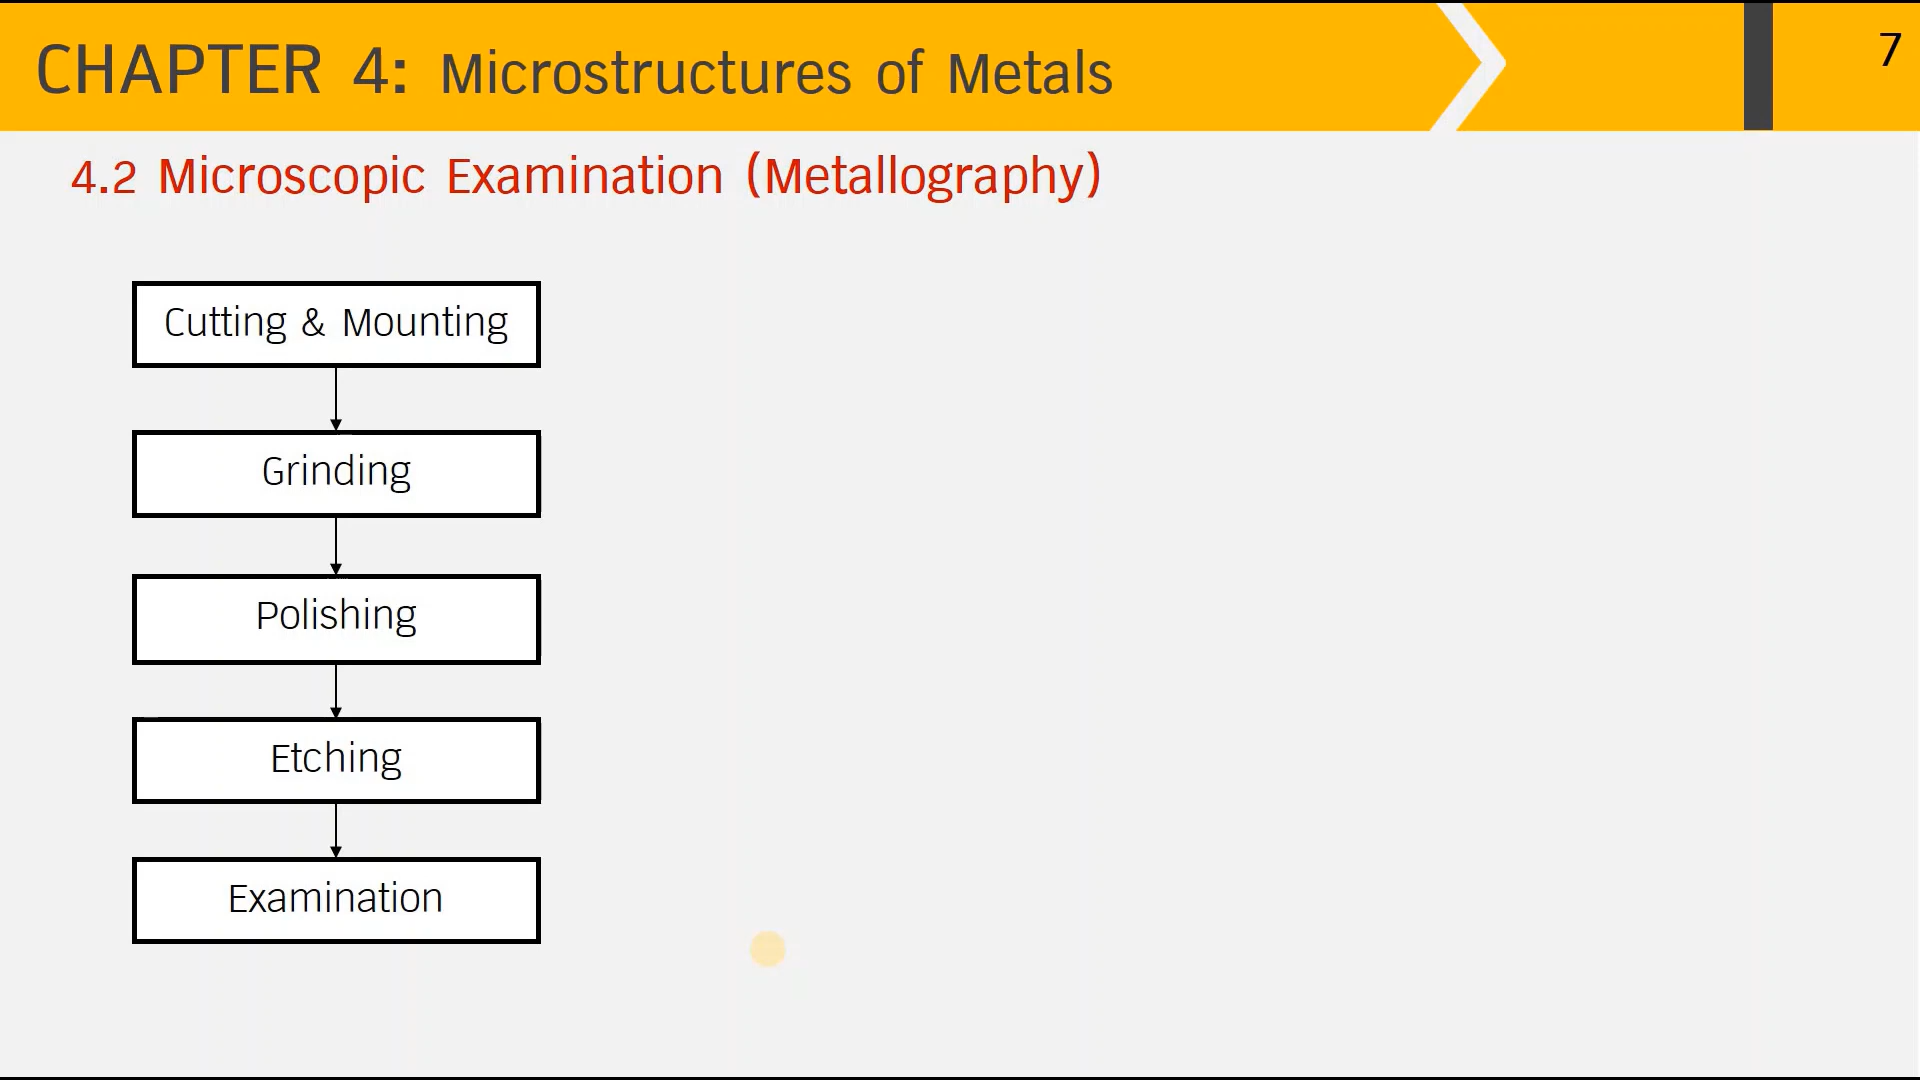 CHAPTER 4: Microstructures of Metals
7
4.2 Microscopic Examination (Metallography)
Cutting & Mounting
Grinding
Polishing
Etching
Examination